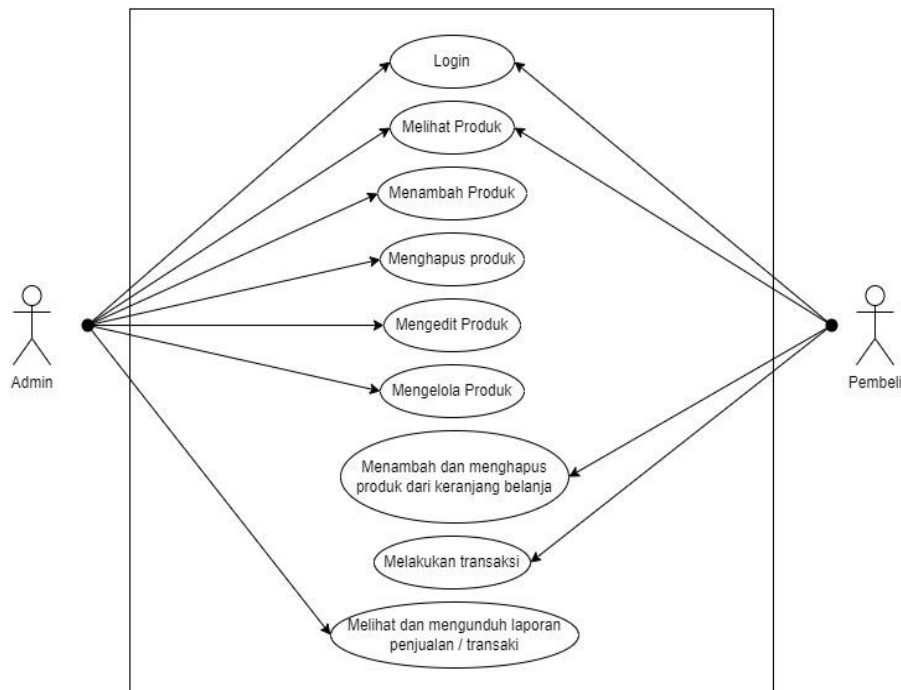 Login
Melihat Produk
Menambah Produk
Menghapus produk
Mengedit Produk
Admin
Pembeli
Mengelola Produk
Menambah dan menghapus
produk dari keranjang belanja
Melakukan transaksi
Melihat dan mengunduh laporan
penjualan / transaki